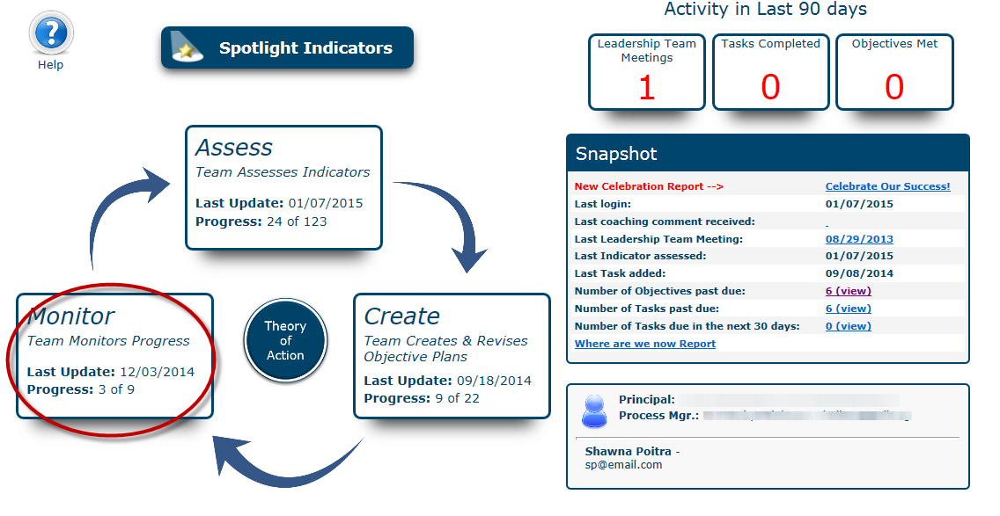 Help
Spotlight Indicators
Assess
Team Assesses Indicators
Last Update: 01/07/2015
Progress: 24 of 123
Monitor
Team Monitors Progress
Last Update: 12/03/2014
Progress: 3 of 9
Theory
of
Action
Create
Team Creates & Revises
Objective Plans
Last Update: 09/18/2014
Progress: 9 of 22
Activity in Last 90 days
Leadership Team
Meetings
1
Tasks Completed
0
Objectives Met
0
Snapshot
New Celebration Report --> Celebrate Our Success!
Last login: 01/07/2015
Last coaching comment received: -
Last Leadership Team Meeting: 08/29/2013
Last Indicator assessed: 01/07/2015
Last Task added: 09/08/2014
Number of Objectives past due: 6 (view)
Number of Tasks past due: 6 (view)
Number of Tasks due in the next 30 days: 0 (view)
Where are we now Report
Principal:
Process Mgr.:
Shawna Poitra -
sp@email.com